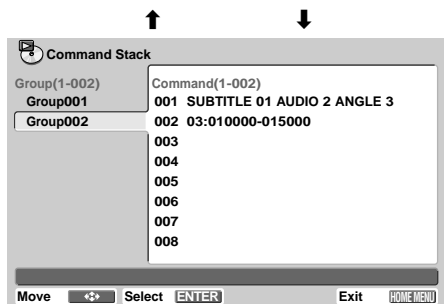 Command Stack
Group(1-002)
Group001
Group002
Command(1-002)
001 SUBTITLE 01 AUDIO 2 ANGLE 3
002 03:010000-015000
003
004
005
006
007
008
Move Select ENTER Exit HOME MENU